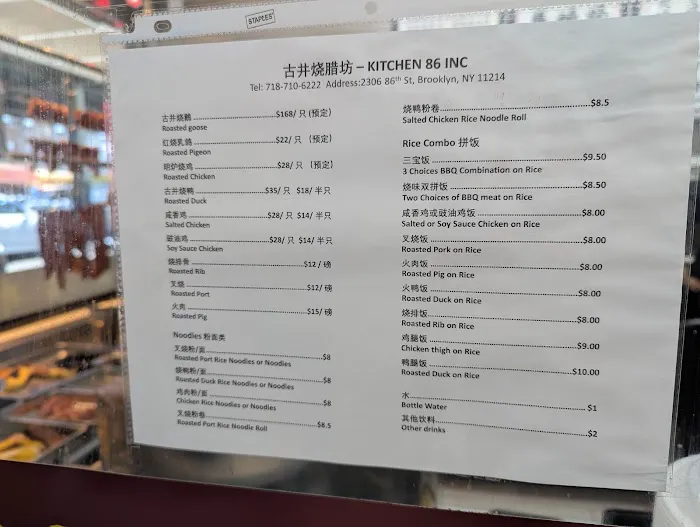 STAPLES
古井烧腊坊 – KITCHEN 86 INC
Tel: 718-710-6222 Address:2306 86th St, Brooklyn, NY 11214
古井烧鹅 ........ $168/ 只 (预定)
Roasted goose
红烧乳鸽 ........ $22/ 只 (预定)
Roasted Pigeon
明炉烧鸡 ........ $28/ 只 (预定)
Roasted Chicken
古井烧鸭 ........ $35/ 只 $18/ 半只
Roasted Duck
咸香鸡 ........ $28/ 只 $14/ 半只
Salted Chicken
豉油鸡 ........ $28/ 只 $14/ 半只
Soy Sauce Chicken
烧排骨 ........ $12/ 磅
Roasted Rib
叉烧 ........ $12/ 磅
Roasted Port
火肉 ........ $15/ 磅
Roasted Pig
Noodles 粉面类
叉烧粉/面 ........ $8
Roasted Port Rice Noodles or Noodles
烧鸭粉/面 ........ $8
Roasted Duck Rice Noodles or Noodles
鸡肉粉/面 ........ $8
Chicken Rice Noodles or Noodles
叉烧粉卷 ........ $8.5
Roasted Port Rice Noodle Roll
烧鸭粉卷 ........ $8.5
Salted Chicken Rice Noodle Roll
Rice Combo 拼饭
三宝饭 ........ $9.50
3 Choices BBQ Combination on Rice
烧味双拼饭 ........ $8.50
Two Choices of BBQ meat on Rice
咸香鸡或豉油鸡饭 ........ $8.00
Salted or Soy Sauce Chicken on Rice
叉烧饭 ........ $8.00
Roasted Pork on Rice
火肉饭 ........ $8.00
Roasted Pig on Rice
火鸭饭 ........ $8.00
Roasted Duck on Rice
烧排饭 ........ $8.00
Roasted Rib on Rice
鸡腿饭 ........ $9.00
Chicken thigh on Rice
鸭腿饭 ........ $10.00
Roasted Duck on Rice
水 ........ $1
Bottle Water
其他饮料 ........ $2
Other drinks